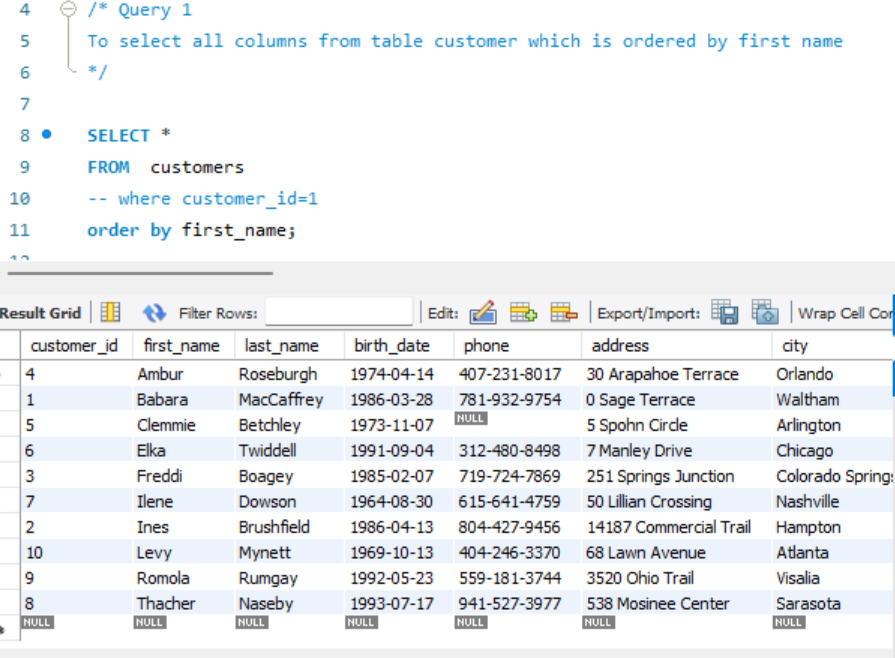 4 /* Query 1
5 To select all columns from table customer which is ordered by first name
6 */
7
8 SELECT *
9 FROM customers
10 -- where customer_id=1
11 order by first_name;
Result Grid Filter Rows: Edit: Export/Import: Wrap Cell Con
customer_id first_name last_name birth_date phone address city
4 Ambur Roseburgh 1974-04-14 407-231-8017 30 Arapahoe Terrace Orlando
1 Babara MacCaffrey 1986-03-28 781-932-9754 0 Sage Terrace Waltham
5 Clemmie Betchley 1973-11-07 NULL 5 Spohn Circle Arlington
6 Elka Twiddell 1991-09-04 312-480-8498 7 Manley Drive Chicago
3 Freddi Boagey 1985-02-07 719-724-7869 251 Springs Junction Colorado Springs
7 Ilene Dowson 1964-08-30 615-641-4759 50 Lillian Crossing Nashville
2 Ines Brushfield 1986-04-13 804-427-9456 14187 Commercial Trail Hampton
10 Levy Mynett 1969-10-13 404-246-3370 68 Lawn Avenue Atlanta
9 Romola Rumgay 1992-05-23 559-181-3744 3520 Ohio Trail Visalia
8 Thacher Naseby 1993-07-17 941-527-3977 538 Mosinee Center Sarasota
NULL NULL NULL NULL NULL NULL NULL